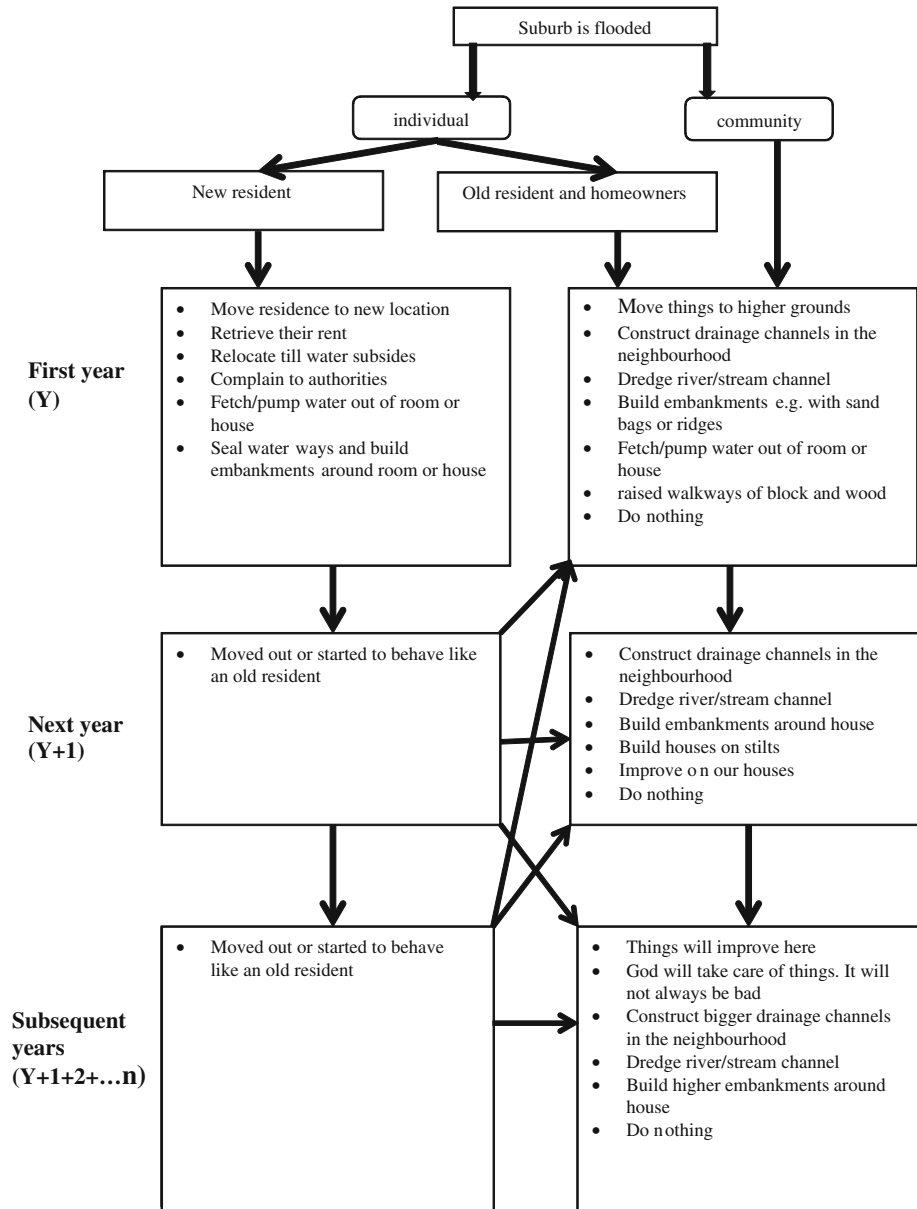 Suburb is flooded
individual
community
New resident
Old resident and homeowners
First year
(Y)
• Move residence to new location
• Retrieve their rent
• Relocate till water subsides
• Complain to authorities
• Fetch/pump water out of room or
house
• Seal water ways and build
embankments around room or house
• Move things to higher grounds
• Construct drainage channels in the
neighbourhood
• Dredge river/stream channel
• Build embankments e.g. with sand
bags or ridges
• Fetch/pump water out of room or
house
• raised walkways of block and wood
• Do nothing
Next year
(Y+1)
• Moved out or started to behave like
an old resident
• Construct drainage channels in the
neighbourhood
• Dredge river/stream channel
• Build embankments around house
• Build houses on stilts
• Improve on our houses
• Do nothing
Subsequent
years
(Y+1+2+…n)
• Moved out or started to behave
like an old resident
• Things will improve here
• God will take care of things. It will
not always be bad
• Construct bigger drainage channels
in the neighbourhood
• Dredge river/stream channel
• Build higher embankments around
house
• Do nothing